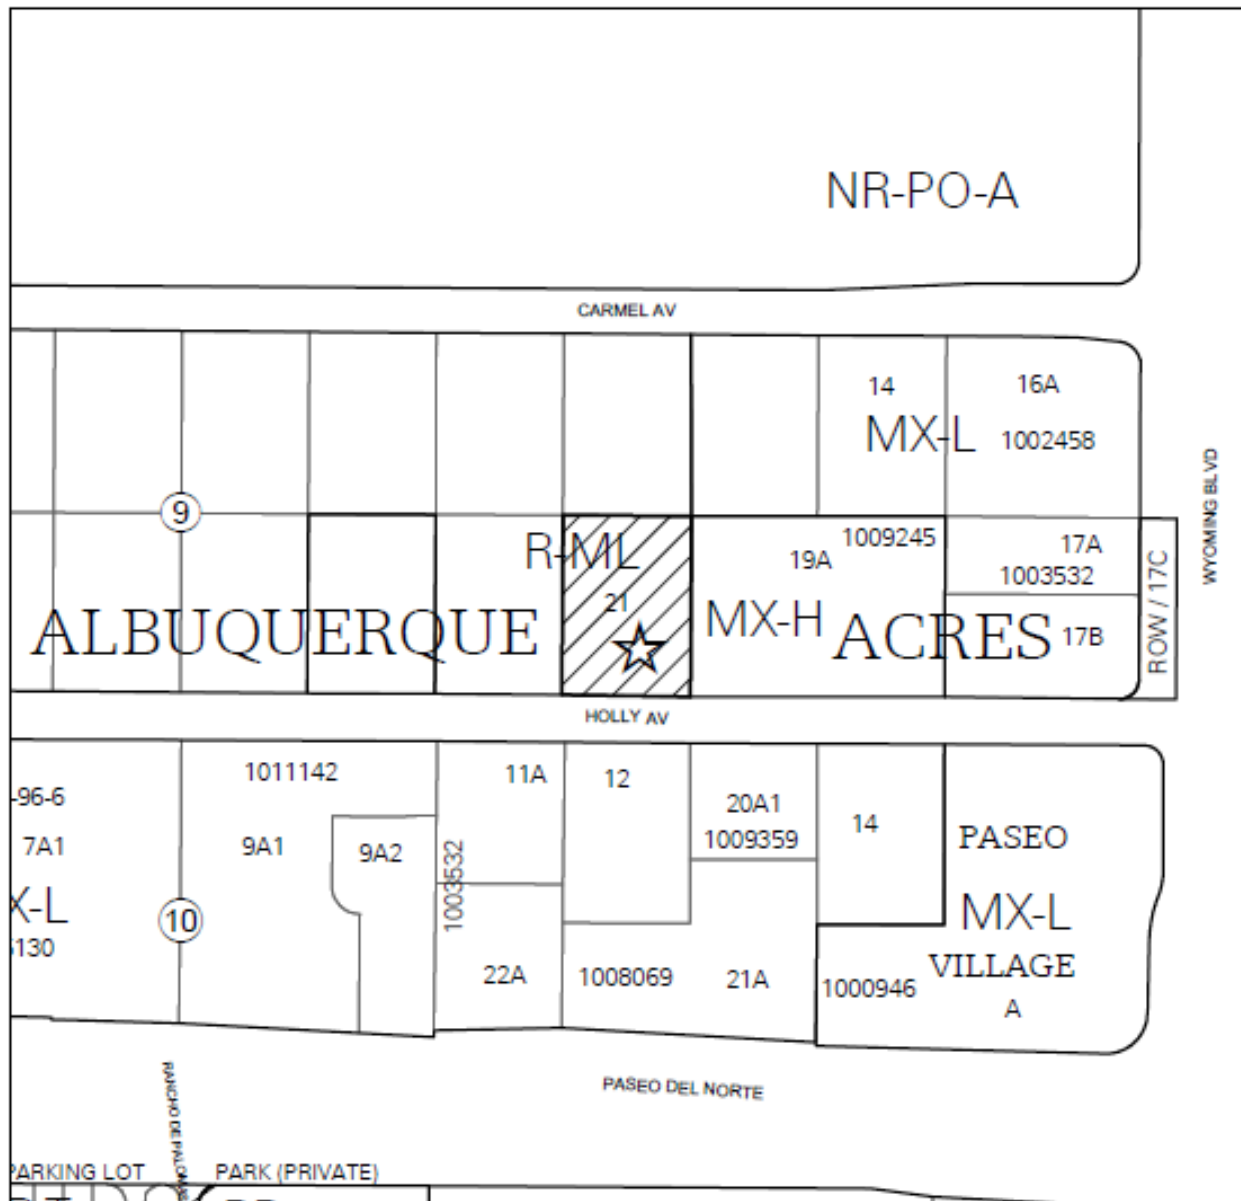 NR-PO-A
CARMEL AV
14
16A
MX-L
1002458
WYOMING BLVD
9
R-ML
1009245
17A
19A
1003532
ROW / 17C
21
ALBUQUERQUE
MX-H
ACRES
17B
HOLLY AV
1011142
11A
12
-96-6
20A1
1009359
14
PASEO
7A1
9A1
9A2
1003532
X-L
10
MX-L
130
VILLAGE
22A
1008069
21A
1000946
A
PASEO DEL NORTE
RANCHO DE
PARKING LOT
PARK (PRIVATE)